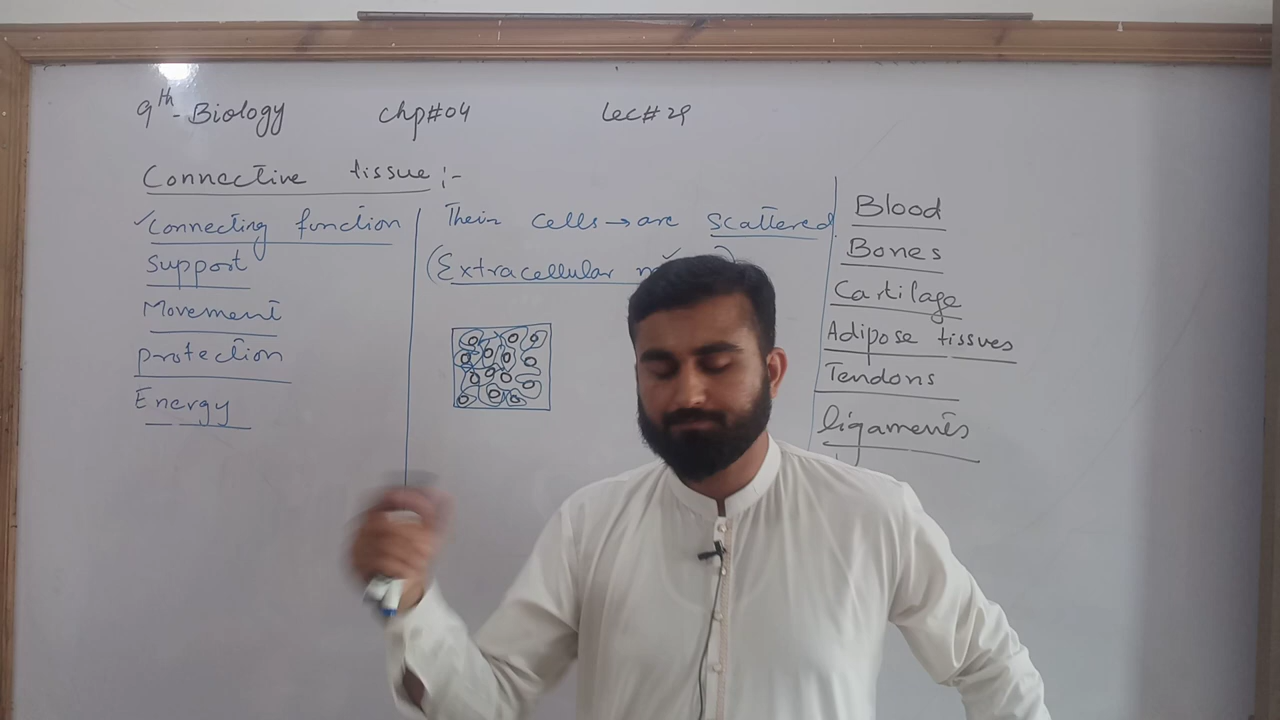 9th - Biology chp#04 Lec#29
Connective tissue :-
✓Connecting function
Support
Movement
protection
Energy
Their cells → are scattered.
(Extracellular
Blood
Bones
Cartilage
Adipose tissues
Tendons
ligaments